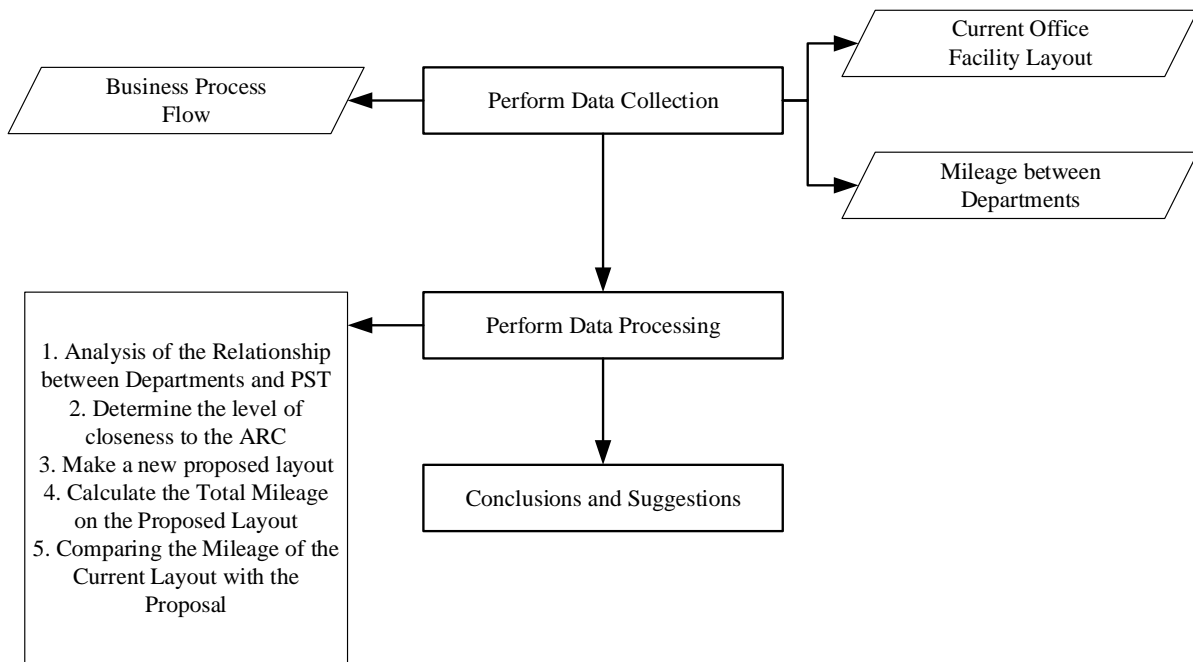 Current Office
Facility Layout
Business Process
Flow
Perform Data Collection
Mileage between
Departments
Perform Data Processing
1. Analysis of the Relationship
between Departments and PST
2. Determine the level of
closeness to the ARC
3. Make a new proposed layout
4. Calculate the Total Mileage
on the Proposed Layout
5. Comparing the Mileage of the
Current Layout with the
Proposal
Conclusions and Suggestions